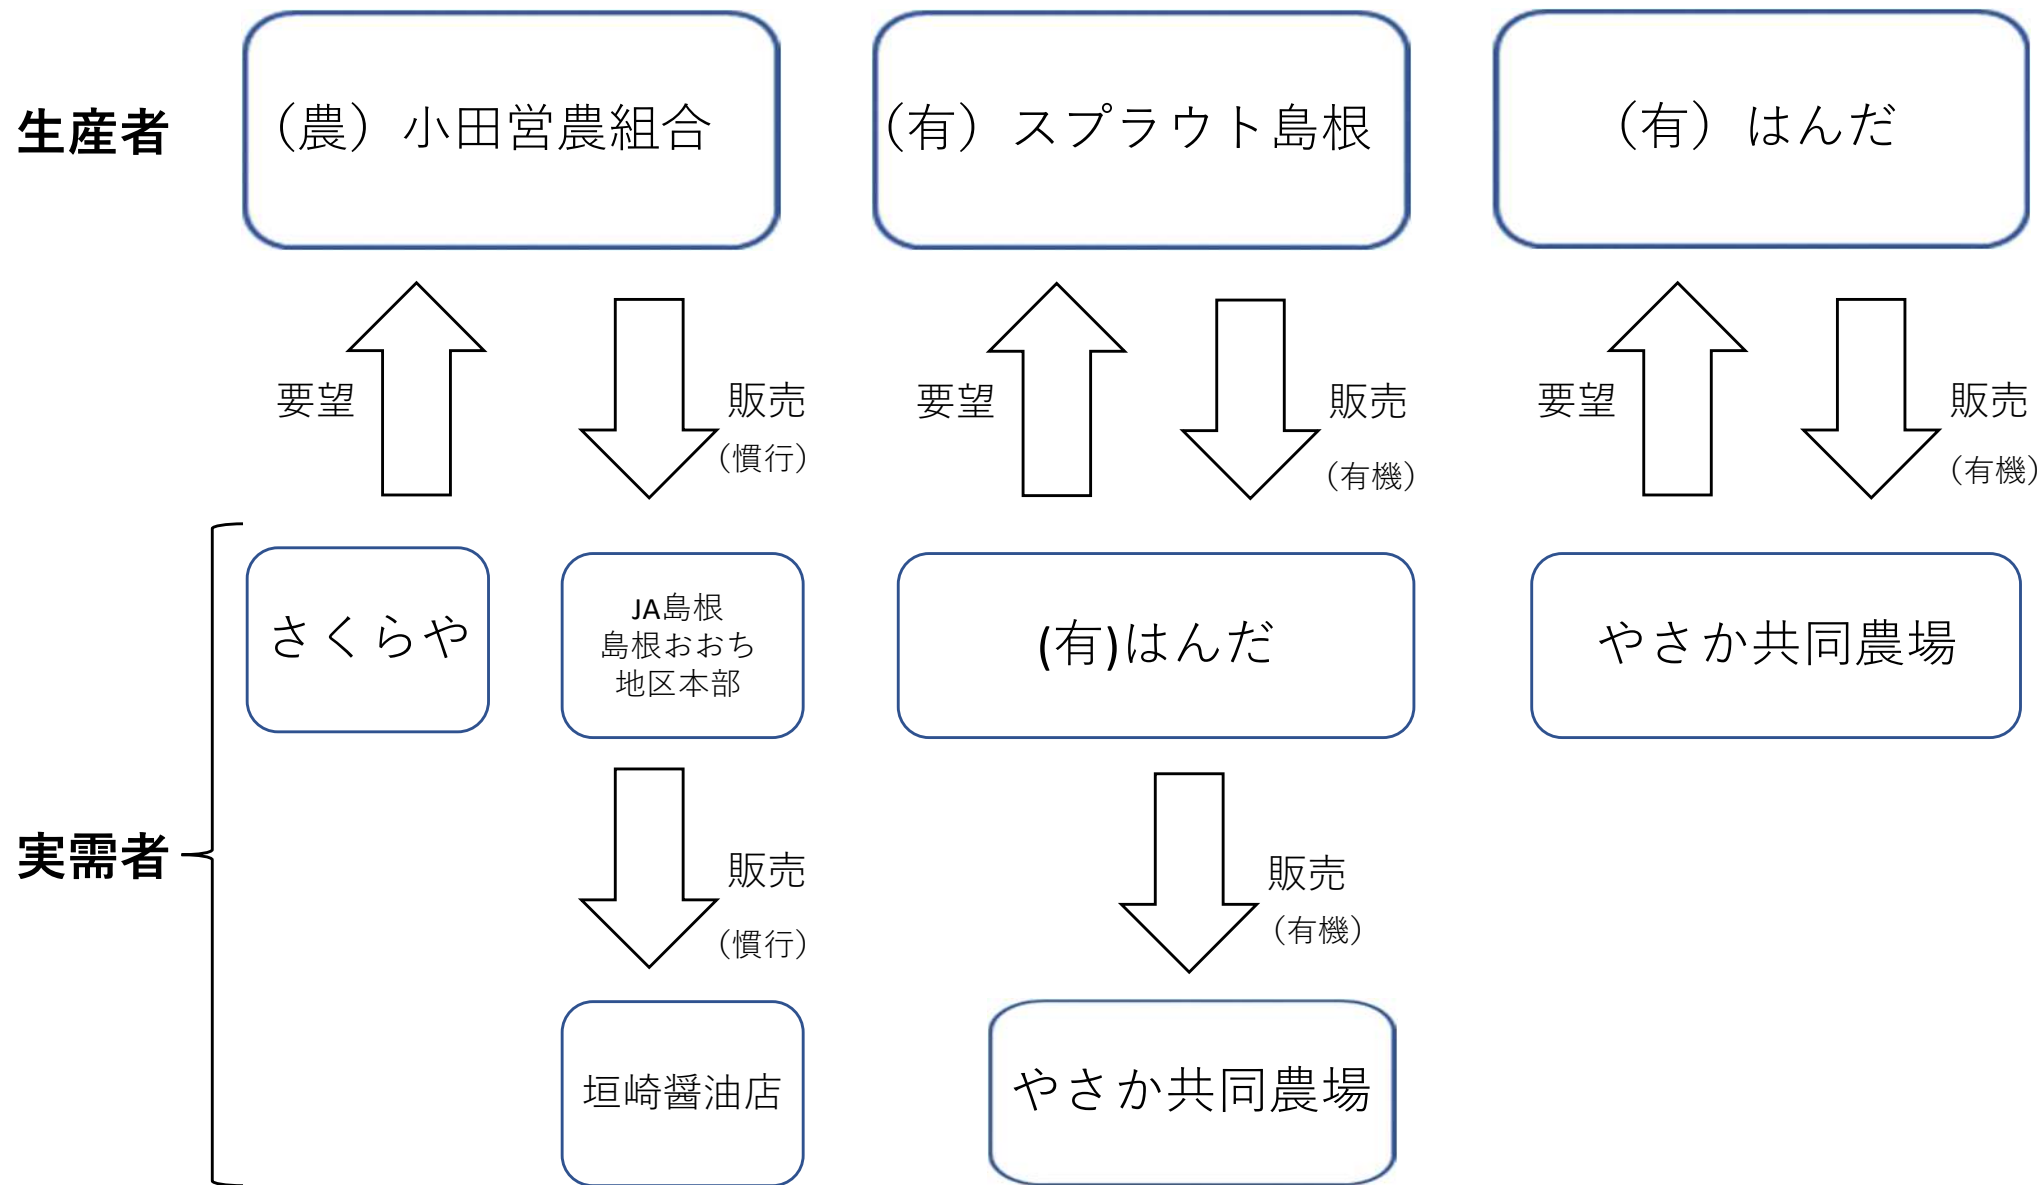 生産者
（農）小田営農組合
（有）スプラウト島根
（有）はんだ
要望
販売
（慣行）
要望
販売
（有機）
要望
販売
（有機）
実需者
さくらや
JA島根
島根おおち
地区本部
(有)はんだ
やさか共同農場
販売
（慣行）
販売
（有機）
垣崎醤油店
やさか共同農場